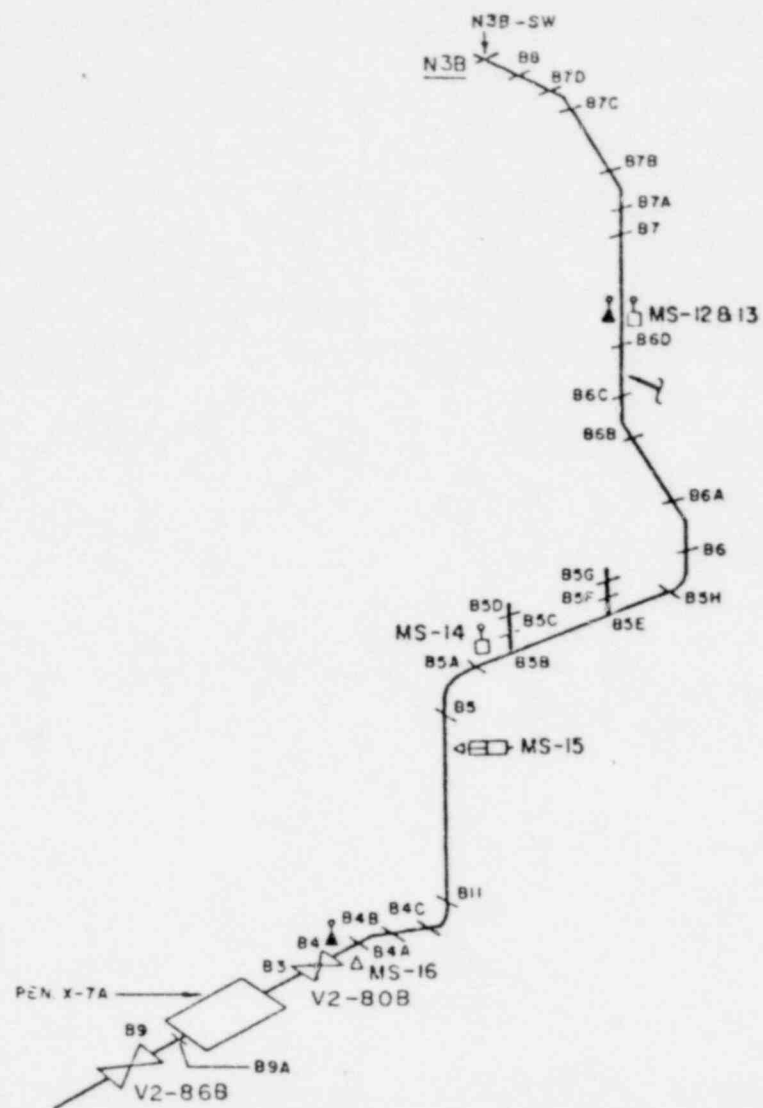 N3B-SW
N3B
B8
B7D
B7C
B7B
B7A
B7
MS-12 & 13
B6D
B6C
B6B
B6A
B6
B5G
B5F
B5H
B5D
B5C
B5E
MS-14
B5A
B5B
B5
MS-15
B11
B4C
B4B
B4
B4A
B3
MS-16
PEN. X-7A
V2-80B
B9
B9A
V2-86B